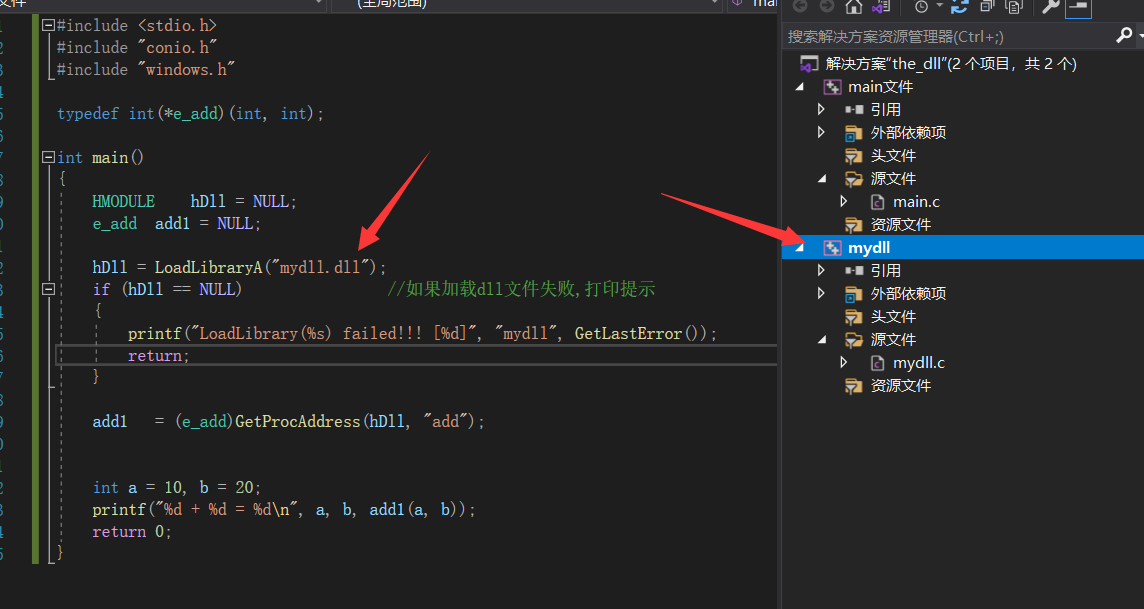 (全局范围)
#include <stdio.h>
#include "conio.h"
#include "windows.h"
typedef int(*e_add)(int, int);
int main()
{
HMODULE    hDll = NULL;
e_add  add1 = NULL;
hDll = LoadLibraryA("mydll.dll");
if (hDll == NULL)                //如果加载dll文件失败,打印提示
{
printf("LoadLibrary(%s) failed!!! [%d]", "mydll", GetLastError());
return;
}
add1   = (e_add)GetProcAddress(hDll, "add");
int a = 10, b = 20;
printf("%d + %d = %d\n", a, b, add1(a, b));
return 0;
}
搜索解决方案资源管理器(Ctrl+;)
解决方案"the_dll"(2 个项目，共 2 个)
main文件
引用
外部依赖项
头文件
源文件
main.c
资源文件
mydll
引用
外部依赖项
头文件
源文件
mydll.c
资源文件